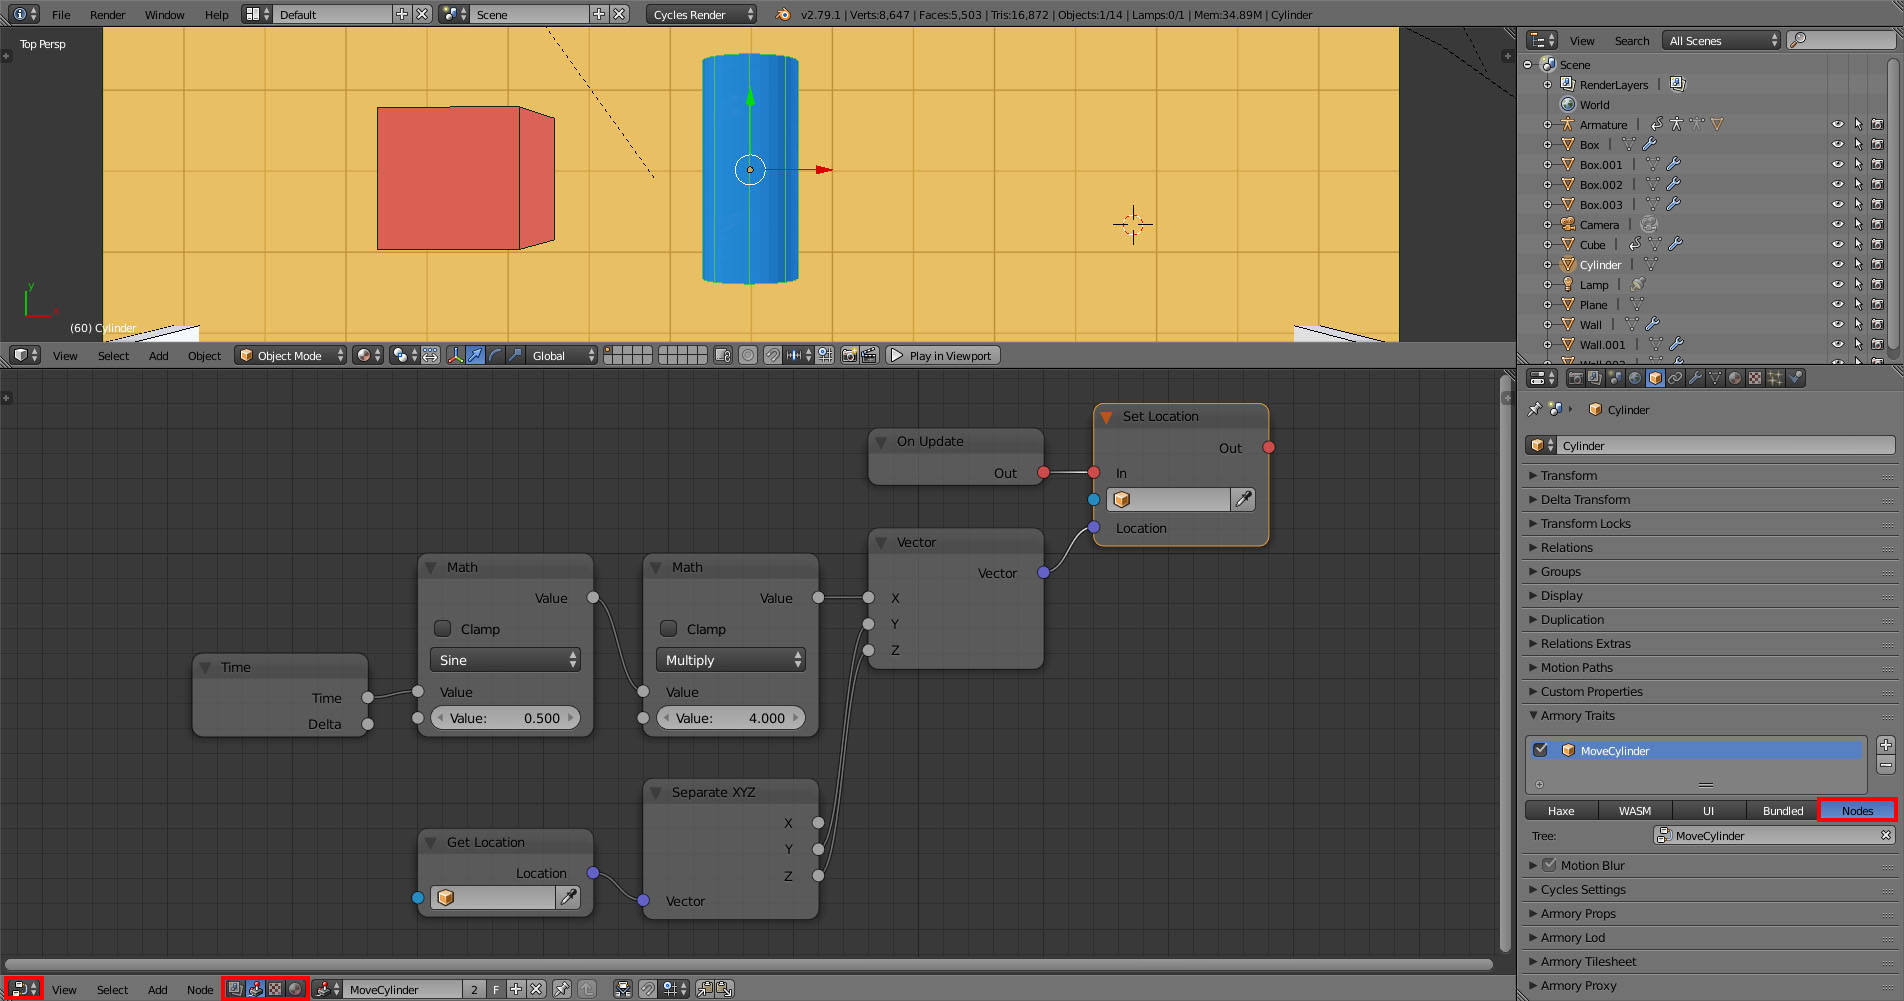 File Render Window Help Default Scene Cycles Render v2.79.1 | Verts:8,647 | Faces:5,503 | Tris:16,872 | Objects:1/14 | Lamps:0/1 | Mem:34.89M | Cylinder
Top Persp
y
(60) Cylinder
View Select Add Object Object Mode Global Play in Viewport
View Search All Scenes
Scene
RenderLayers
World
Armature
Box
Box.001
Box.002
Box.003
Camera
Cube
Cylinder
Lamp
Plane
Wall
Wall.001
On Update
Out
Set Location
Out
In
Location
Vector
Vector
X
Y
Z
Math
Value
Clamp
Sine
Value
Value: 0.500
Math
Value
Clamp
Multiply
Value
Value: 4.000
Time
Time
Delta
Separate XYZ
X
Y
Z
Vector
Get Location
Location
View Select Add Node MoveCylinder 2 F
Cylinder
Cylinder
Transform
Delta Transform
Transform Locks
Relations
Groups
Display
Duplication
Relations Extras
Motion Paths
Custom Properties
Armory Traits
MoveCylinder
Haxe WASM UI Bundled Nodes
Tree: MoveCylinder
Motion Blur
Cycles Settings
Armory Props
Armory Lod
Armory Tilesheet
Armory Proxy